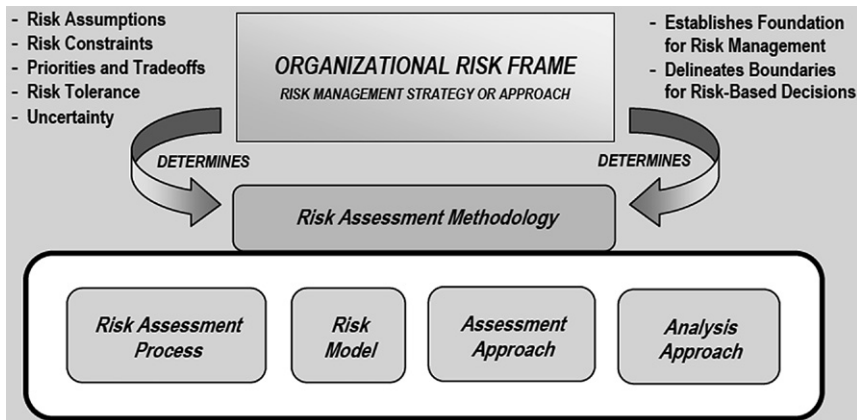 - Risk Assumptions
- Risk Constraints
- Priorities and Tradeoffs
- Risk Tolerance
- Uncertainty
ORGANIZATIONAL RISK FRAME
RISK MANAGEMENT STRATEGY OR APPROACH
- Establishes Foundation
for Risk Management
- Delineates Boundaries
for Risk-Based Decisions
DETERMINES
DETERMINES
Risk Assessment Methodology
Risk Assessment
Process
Risk
Model
Assessment
Approach
Analysis
Approach